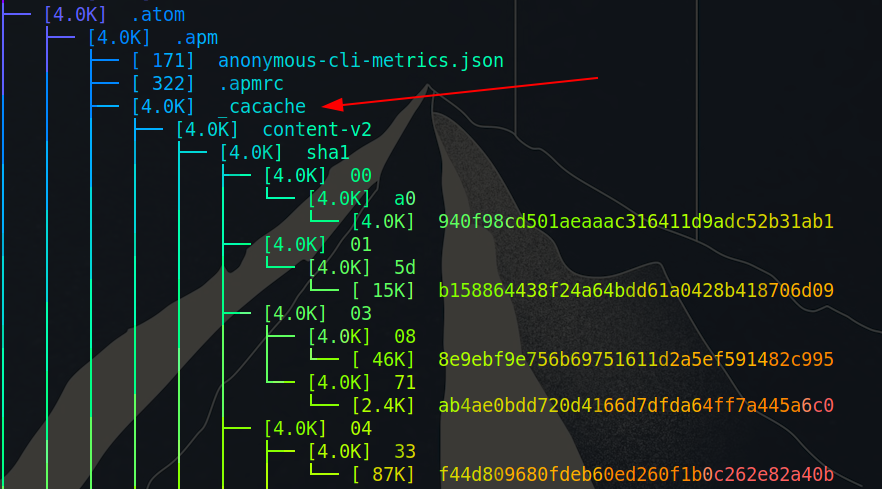 ├── [4.0K]  .atom
│   ├── [4.0K]  .apm
│   │   ├── [ 171]  anonymous-cli-metrics.json
│   │   ├── [ 322]  .apmrc
│   │   ├── [4.0K]  _cacache
│   │   │   ├── [4.0K]  content-v2
│   │   │   │   ├── [4.0K]  sha1
│   │   │   │   │   ├── [4.0K]  00
│   │   │   │   │   │   └── [4.0K]  a0
│   │   │   │   │   │       └── [4.0K]  940f98cd501aeaaac316411d9adc52b31ab1
│   │   │   │   │   ├── [4.0K]  01
│   │   │   │   │   │   └── [4.0K]  5d
│   │   │   │   │   │       └── [ 15K]  b158864438f24a64bdd61a0428b418706d09
│   │   │   │   │   ├── [4.0K]  03
│   │   │   │   │   │   ├── [4.0K]  08
│   │   │   │   │   │   │   └── [ 46K]  8e9ebf9e756b69751611d2a5ef591482c995
│   │   │   │   │   │   └── [4.0K]  71
│   │   │   │   │   │       └── [2.4K]  ab4ae0bdd720d4166d7dfda64ff7a445a6c0
│   │   │   │   │   ├── [4.0K]  04
│   │   │   │   │   │   ├── [4.0K]  33
│   │   │   │   │   │   │   └── [ 87K]  f44d809680fdeb60ed260f1b0c262e82a40b